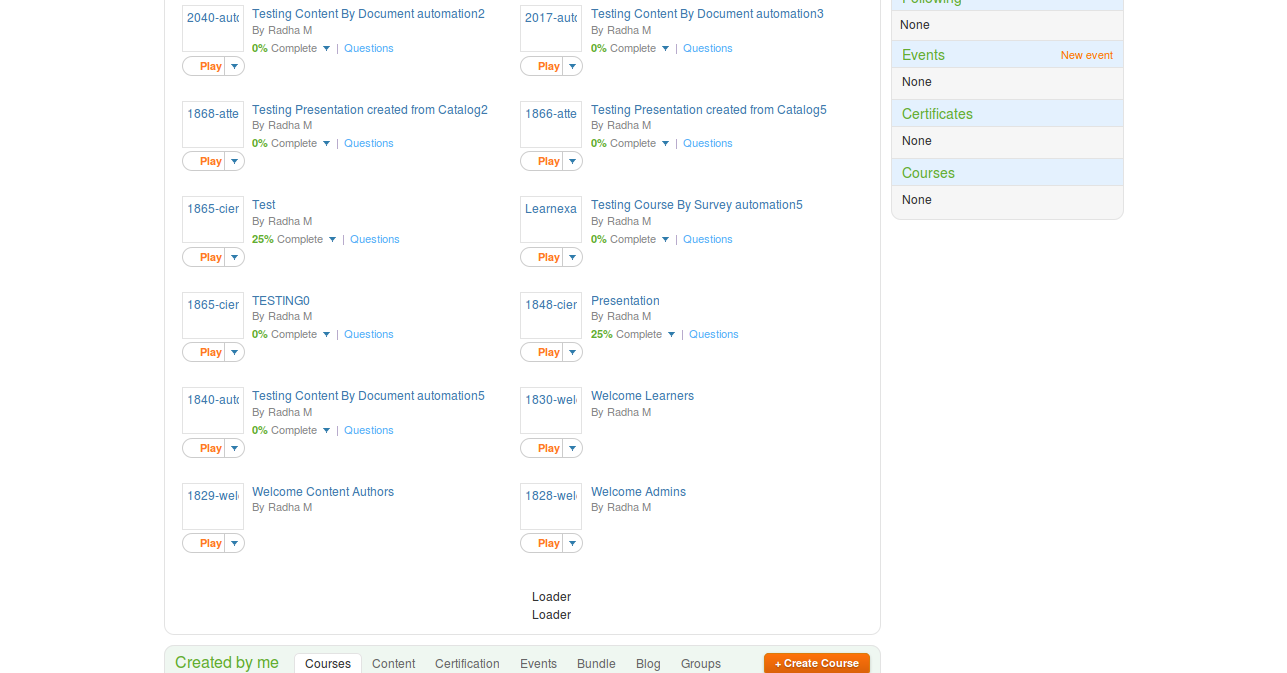 2040-auto
Testing Content By Document automation2
By Radha M
0% Complete | Questions
Play
2017-auto
Testing Content By Document automation3
By Radha M
0% Complete | Questions
Play
1868-atte
Testing Presentation created from Catalog2
By Radha M
0% Complete | Questions
Play
1866-atte
Testing Presentation created from Catalog5
By Radha M
0% Complete | Questions
Play
1865-cier
Test
By Radha M
25% Complete | Questions
Play
Learnexa
Testing Course By Survey automation5
By Radha M
0% Complete | Questions
Play
1865-cier
TESTING0
By Radha M
0% Complete | Questions
Play
1848-cier
Presentation
By Radha M
25% Complete | Questions
Play
1840-auto
Testing Content By Document automation5
By Radha M
0% Complete | Questions
Play
1830-wel
Welcome Learners
By Radha M
Play
1829-wel
Welcome Content Authors
By Radha M
Play
1828-wel
Welcome Admins
By Radha M
Play
Loader
Loader
Following
None
Events New event
None
Certificates
None
Courses
None
Created by me Courses Content Certification Events Bundle Blog Groups + Create Course